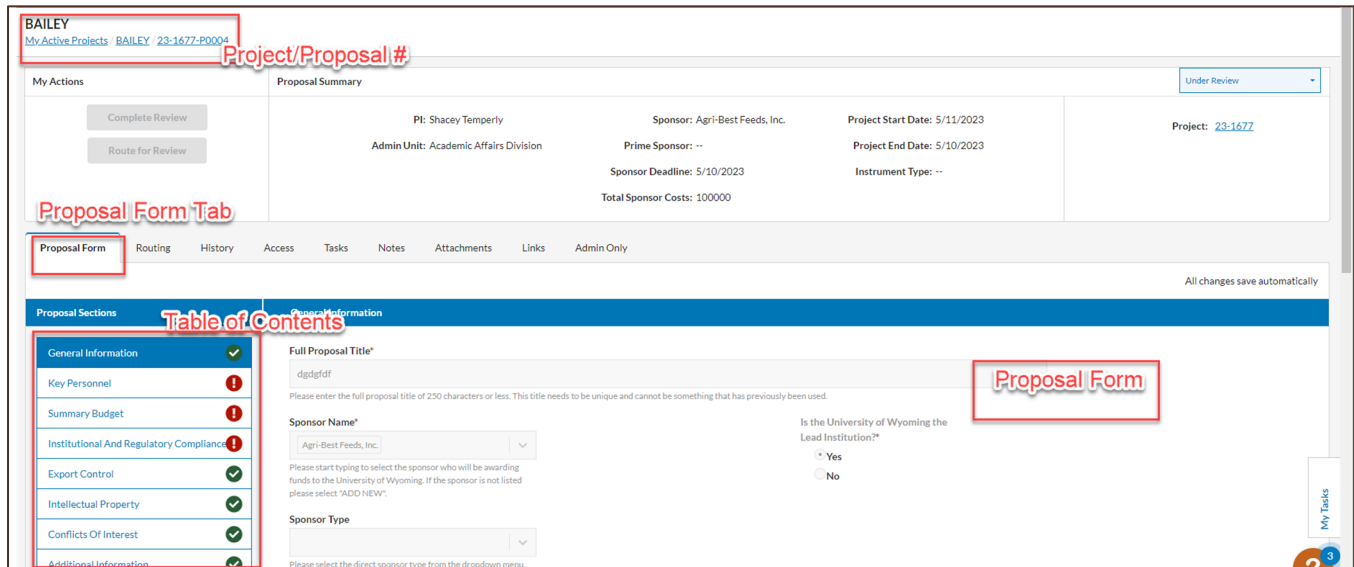 BAILEY
My Active Projects / BAILEY / 23-1677-P0004
Project/Proposal #
My Actions
Proposal Summary
Under Review
Complete Review
Route for Review
PI: Shacey Temperly
Sponsor: Agri-Best Feeds, Inc.
Project Start Date: 5/11/2023
Project: 23-1677
Admin Unit: Academic Affairs Division
Prime Sponsor: --
Project End Date: 5/10/2023
Sponsor Deadline: 5/10/2023
Instrument Type: --
Total Sponsor Costs: 100000
Proposal Form Tab
Proposal Form Routing History Access Tasks Notes Attachments Links Admin Only
All changes save automatically
Proposal Sections
General Information
Table of Contents
General Information
Key Personnel
Summary Budget
Institutional And Regulatory Compliance
Export Control
Intellectual Property
Conflicts Of Interest
Additional Information
Full Proposal Title*
dgdgfdf
Please enter the full proposal title of 250 characters or less. This title needs to be unique and cannot be something that has previously been used.
Proposal Form
Sponsor Name*
Agri-Best Feeds, Inc.
Please start typing to select the sponsor who will be awarding
funds to the University of Wyoming. If the sponsor is not listed
please select "ADD NEW".
Is the University of Wyoming the
Lead Institution?*
Yes
No
Sponsor Type
Please select the direct sponsor type from the dropdown menu.
My Tasks
3
?